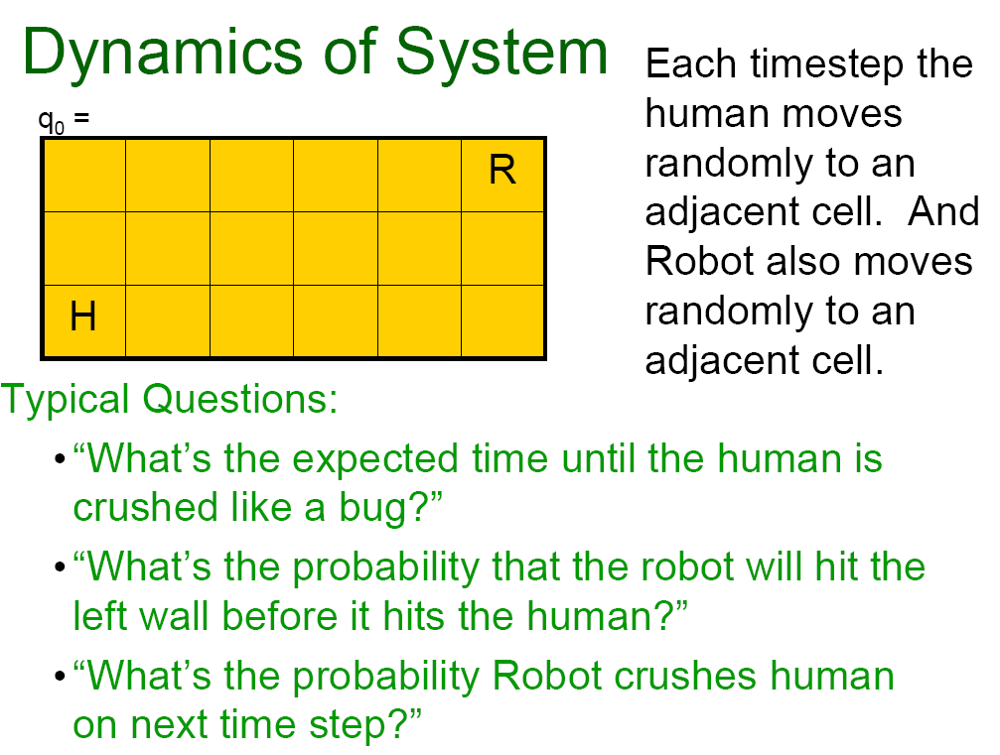 Dynamics of System
q₀ =
R
H
Each timestep the
human moves
randomly to an
adjacent cell.  And
Robot also moves
randomly to an
adjacent cell.
Typical Questions:
•“What’s the expected time until the human is
crushed like a bug?”
•“What’s the probability that the robot will hit the
left wall before it hits the human?”
•“What’s the probability Robot crushes human
on next time step?”